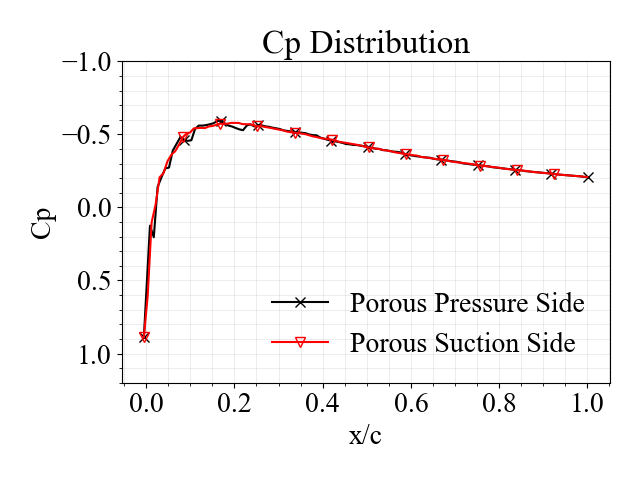 Cp Distribution
−1.0
−0.5
0.0
0.5
1.0
Cp
Porous Pressure Side
Porous Suction Side
0.0 0.2 0.4 0.6 0.8 1.0
x/c